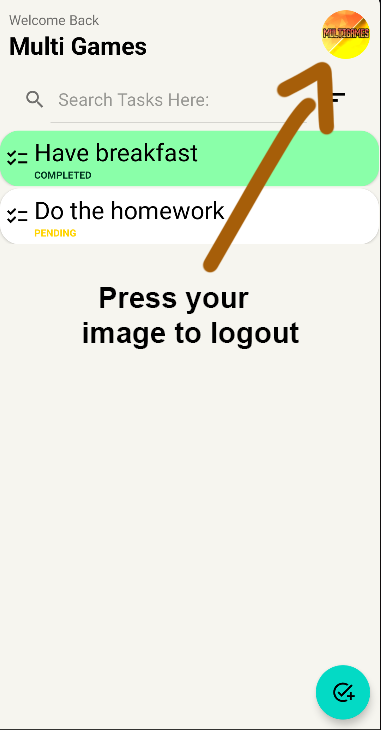 Welcome Back
Multi Games
MULTIGAMES
Search Tasks Here:
Have breakfast
COMPLETED
Do the homework
PENDING
Press your
image to logout